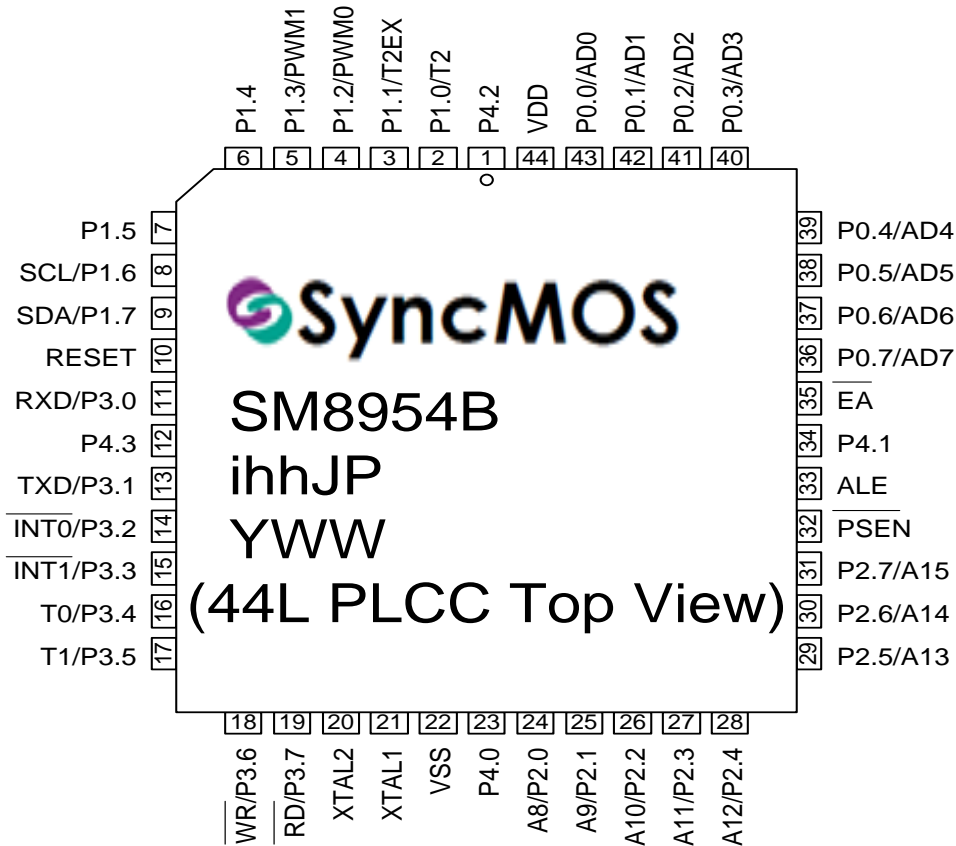 P1.4
P1.3/PWM1
P1.2/PWM0
P1.1/T2EX
P1.0/T2
P4.2
VDD
P0.0/AD0
P0.1/AD1
P0.2/AD2
P0.3/AD3
6 5 4 3 2 1 44 43 42 41 40
P1.5 7
SCL/P1.6 8
SDA/P1.7 9
RESET 10
RXD/P3.0 11
P4.3 12
TXD/P3.1 13
INT0/P3.2 14
INT1/P3.3 15
T0/P3.4 16
T1/P3.5 17
SyncMOS
SM8954B
ihhJP
YWW
(44L PLCC Top View)
39 P0.4/AD4
38 P0.5/AD5
37 P0.6/AD6
36 P0.7/AD7
35 EA
34 P4.1
33 ALE
32 PSEN
31 P2.7/A15
30 P2.6/A14
29 P2.5/A13
18 19 20 21 22 23 24 25 26 27 28
WR/P3.6
RD/P3.7
XTAL2
XTAL1
VSS
P4.0
A8/P2.0
A9/P2.1
A10/P2.2
A11/P2.3
A12/P2.4